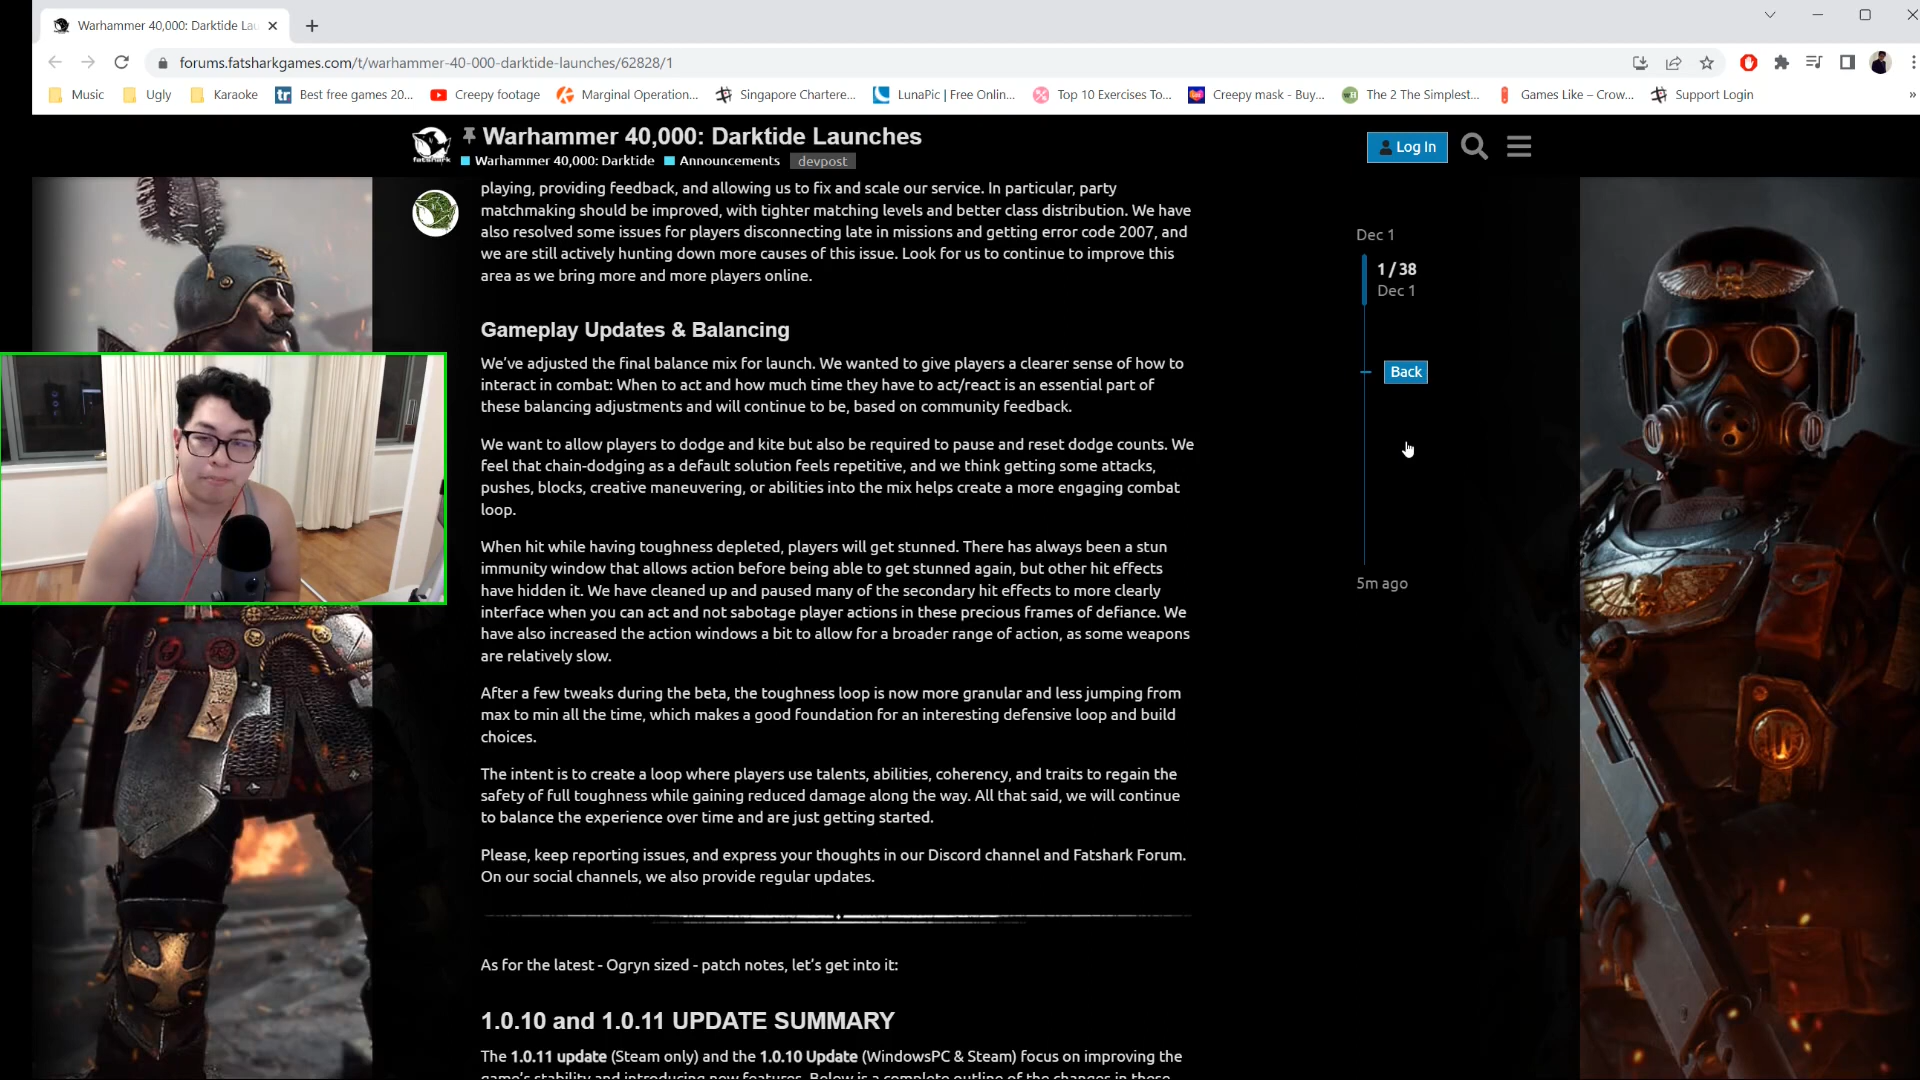 Warhammer 40,000: Darktide Lau
forums.fatsharkgames.com/t/warhammer-40-000-darktide-launches/62828/1
Music
Ugly
Karaoke
Best free games 20...
Creepy footage
Marginal Operation...
Singapore Chartere...
LunaPic | Free Onlin...
Top 10 Exercises To...
Creepy mask - Buy...
The 2 The Simplest...
Games Like – Crow...
Support Login
»
fatshark
Warhammer 40,000: Darktide Launches
Warhammer 40,000: Darktide Announcements devpost
Log In
playing, providing feedback, and allowing us to fix and scale our service. In particular, party
matchmaking should be improved, with tighter matching levels and better class distribution. We have
also resolved some issues for players disconnecting late in missions and getting error code 2007, and
we are still actively hunting down more causes of this issue. Look for us to continue to improve this
area as we bring more and more players online.
Gameplay Updates & Balancing
We’ve adjusted the final balance mix for launch. We wanted to give players a clearer sense of how to
interact in combat: When to act and how much time they have to act/react is an essential part of
these balancing adjustments and will continue to be, based on community feedback.
We want to allow players to dodge and kite but also be required to pause and reset dodge counts. We
feel that chain-dodging as a default solution feels repetitive, and we think getting some attacks,
pushes, blocks, creative maneuvering, or abilities into the mix helps create a more engaging combat
loop.
When hit while having toughness depleted, players will get stunned. There has always been a stun
immunity window that allows action before being able to get stunned again, but other hit effects
have hidden it. We have cleaned up and paused many of the secondary hit effects to more clearly
interface when you can act and not sabotage player actions in these precious frames of defiance. We
have also increased the action windows a bit to allow for a broader range of action, as some weapons
are relatively slow.
After a few tweaks during the beta, the toughness loop is now more granular and less jumping from
max to min all the time, which makes a good foundation for an interesting defensive loop and build
choices.
The intent is to create a loop where players use talents, abilities, coherency, and traits to regain the
safety of full toughness while gaining reduced damage along the way. All that said, we will continue
to balance the experience over time and are just getting started.
Please, keep reporting issues, and express your thoughts in our Discord channel and Fatshark Forum.
On our social channels, we also provide regular updates.
As for the latest - Ogryn sized - patch notes, let’s get into it:
1.0.10 and 1.0.11 UPDATE SUMMARY
The 1.0.11 update (Steam only) and the 1.0.10 Update (WindowsPC & Steam) focus on improving the
game’s stability and introducing new features. Below is a complete outline of the changes in these
Dec 1
1 / 38
Dec 1
Back
5m ago